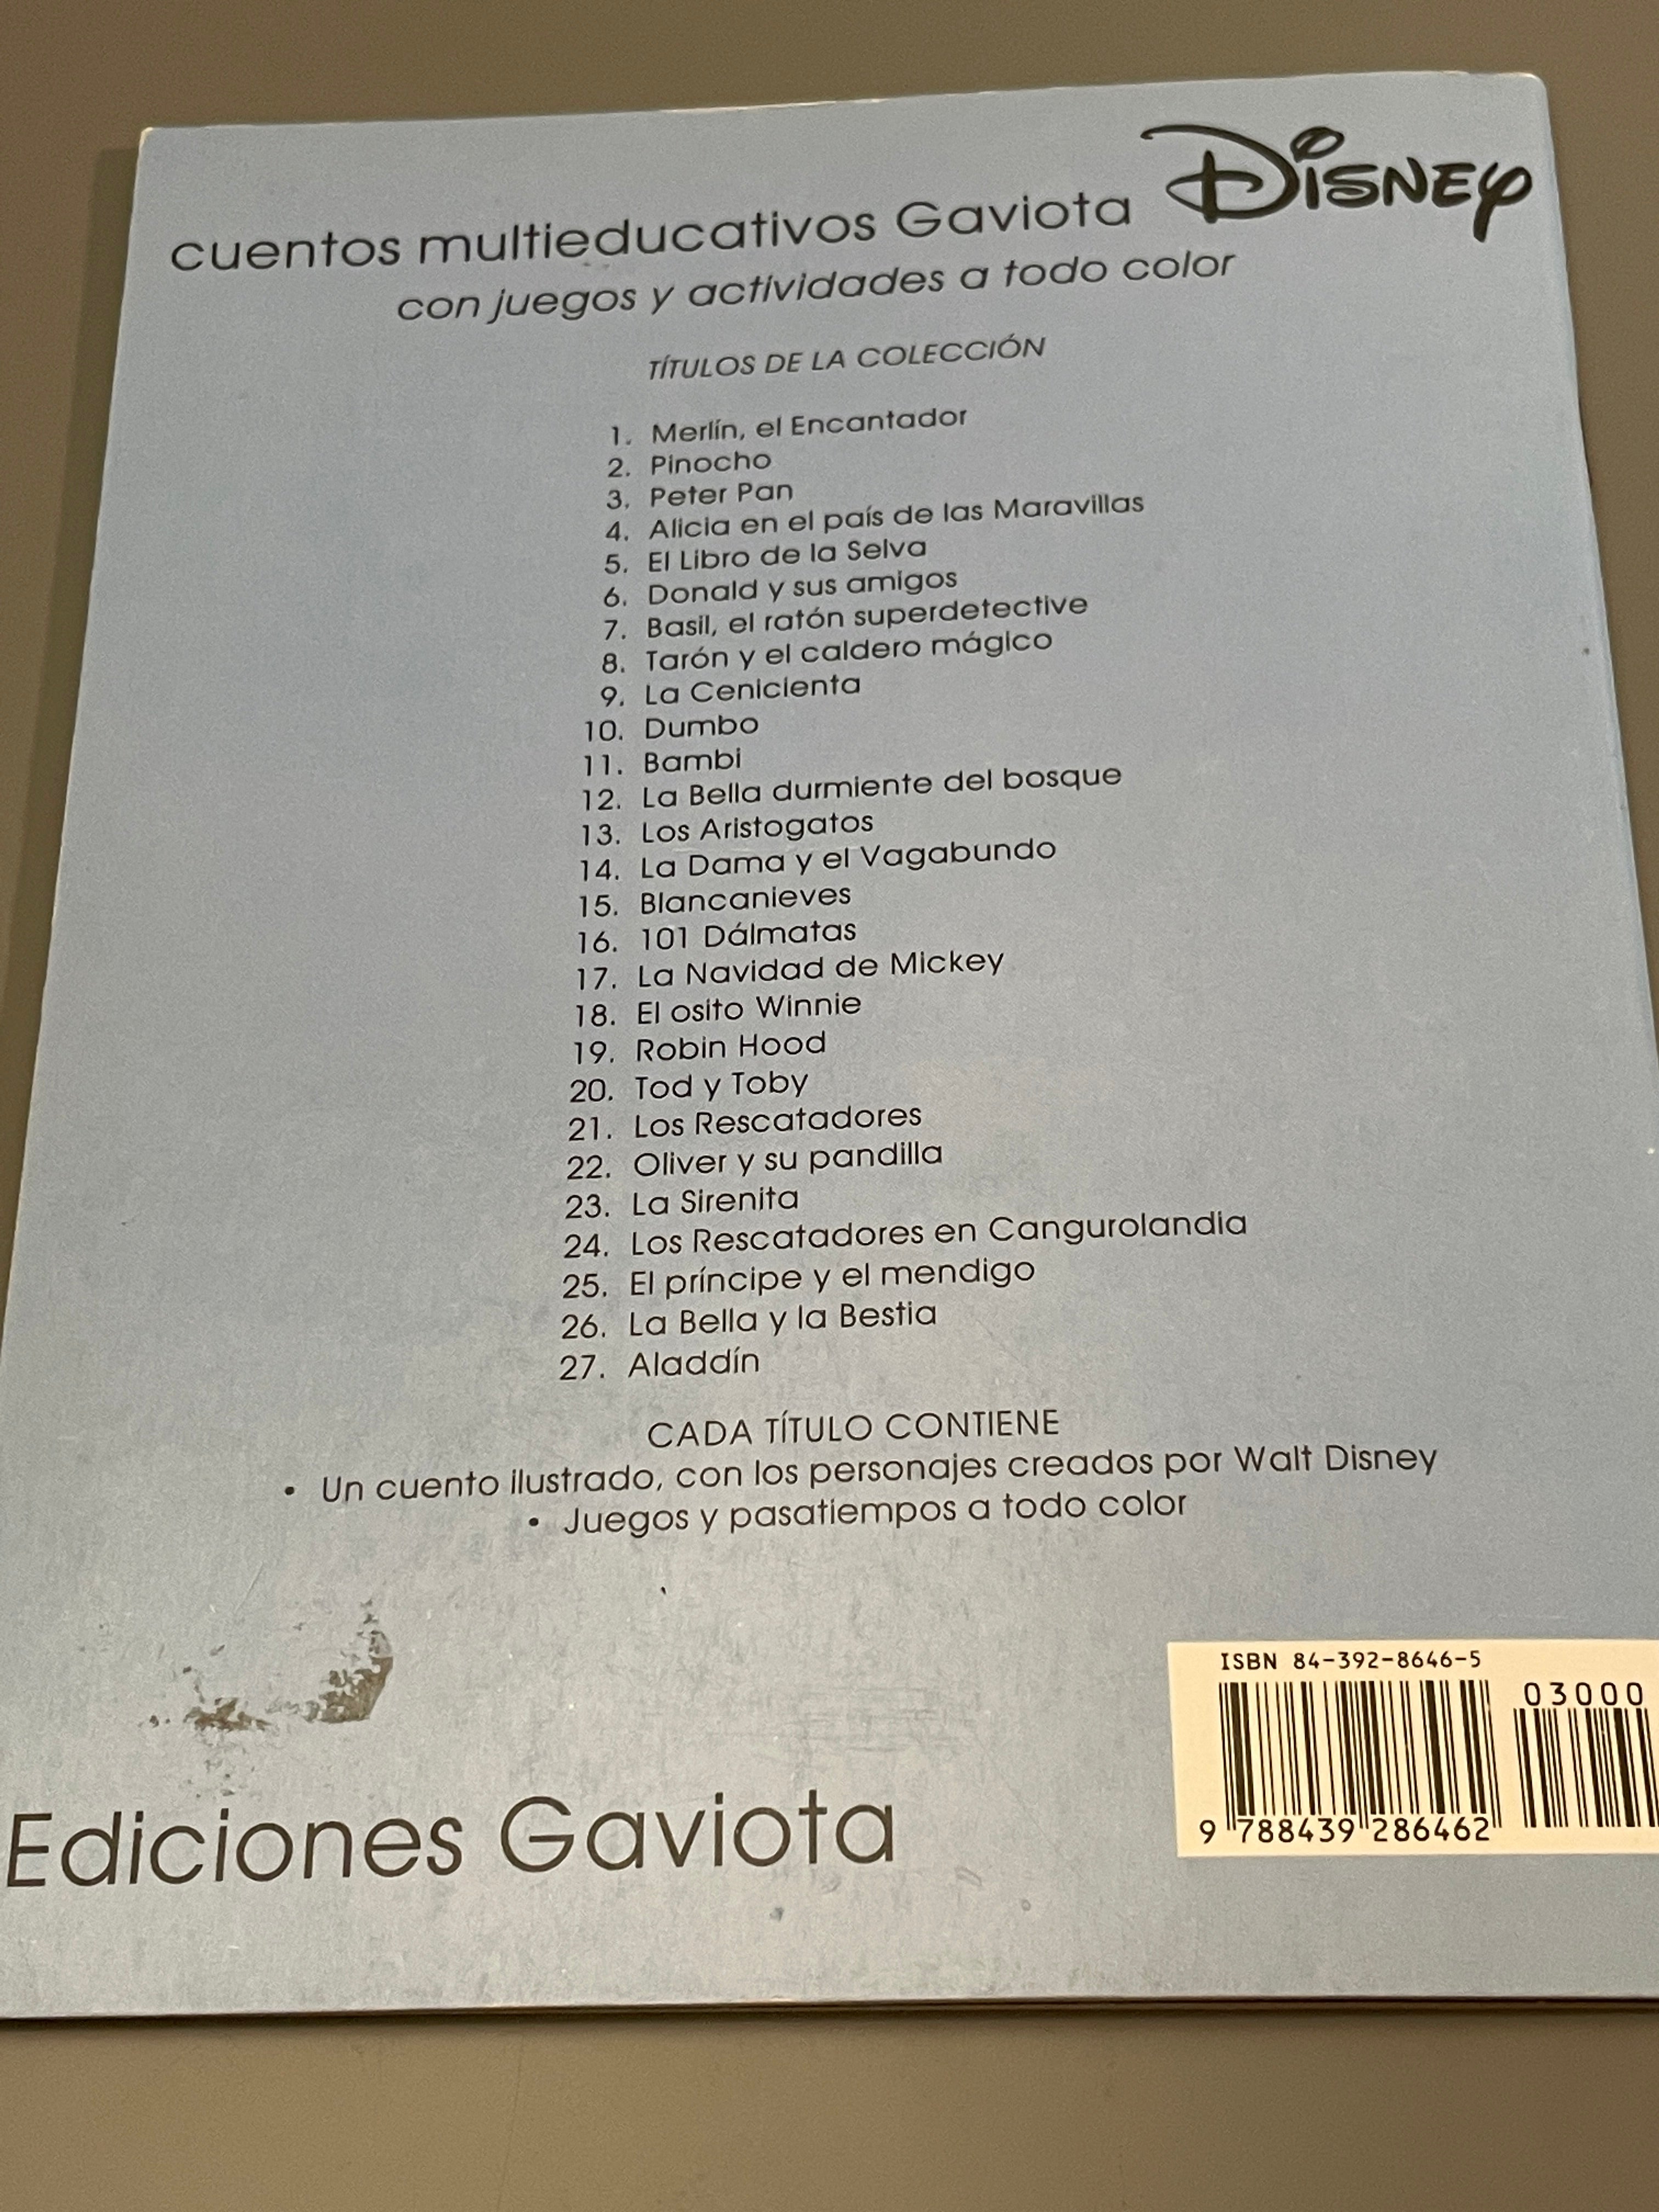 cuentos multieducativos Gaviota Disney
con juegos y actividades a todo color
TÍTULOS DE LA COLECCIÓN
1. Merlín, el Encantador
2. Pinocho
3. Peter Pan
4. Alicia en el país de las Maravillas
5. El Libro de la Selva
6. Donald y sus amigos
7. Basil, el ratón superdetective
8. Tarón y el caldero mágico
9. La Cenicienta
10. Dumbo
11. Bambi
12. La Bella durmiente del bosque
13. Los Aristogatos
14. La Dama y el Vagabundo
15. Blancanieves
16. 101 Dálmatas
17. La Navidad de Mickey
18. El osito Winnie
19. Robin Hood
20. Tod y Toby
21. Los Rescatadores
22. Oliver y su pandilla
23. La Sirenita
24. Los Rescatadores en Cangurolandia
25. El príncipe y el mendigo
26. La Bella y la Bestia
27. Aladdín
CADA TÍTULO CONTIENE
• Un cuento ilustrado, con los personajes creados por Walt Disney
• Juegos y pasatiempos a todo color
ISBN 84-392-8646-5
03000
9 788439 286462
Ediciones Gaviota